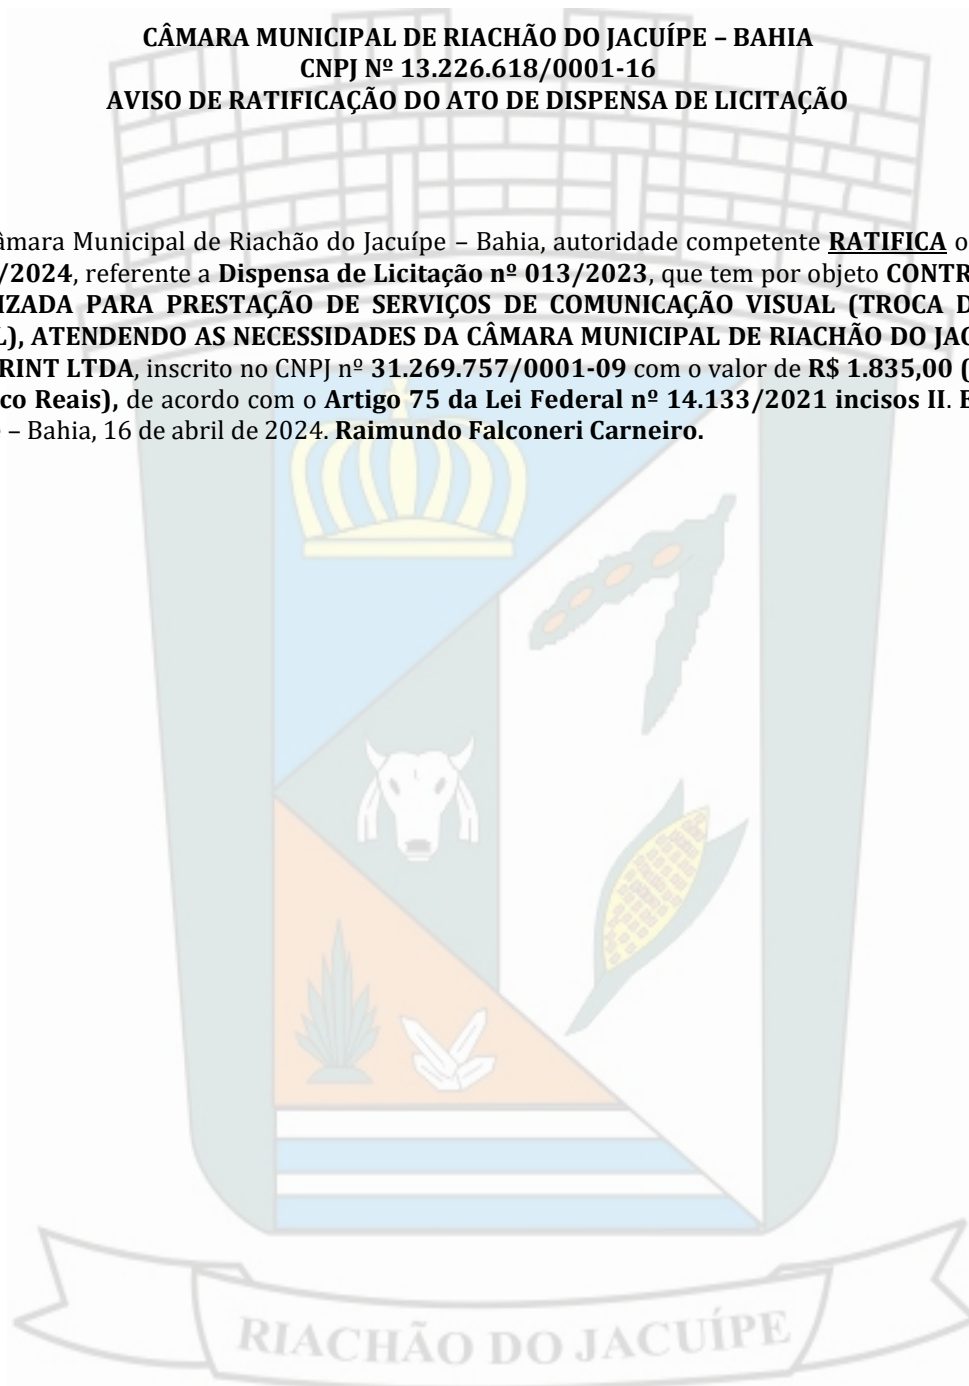 CÂMARA MUNICIPAL DE RIACHÃO DO JACUÍPE – BAHIA
CNPJ Nº 13.226.618/0001-16
AVISO DE RATIFICAÇÃO DO ATO DE DISPENSA DE LICITAÇÃO
âmara Municipal de Riachão do Jacuípe – Bahia, autoridade competente RATIFICA o
/2024, referente a Dispensa de Licitação nº 013/2023, que tem por objeto CONTR
IZADA PARA PRESTAÇÃO DE SERVIÇOS DE COMUNICAÇÃO VISUAL (TROCA D
L), ATENDENDO AS NECESSIDADES DA CÂMARA MUNICIPAL DE RIACHÃO DO JAC
RINT LTDA, inscrito no CNPJ nº 31.269.757/0001-09 com o valor de R$ 1.835,00 (
co Reais), de acordo com o Artigo 75 da Lei Federal nº 14.133/2021 incisos II. E
– Bahia, 16 de abril de 2024. Raimundo Falconeri Carneiro.
RIACHÃO DO JACUÍPE